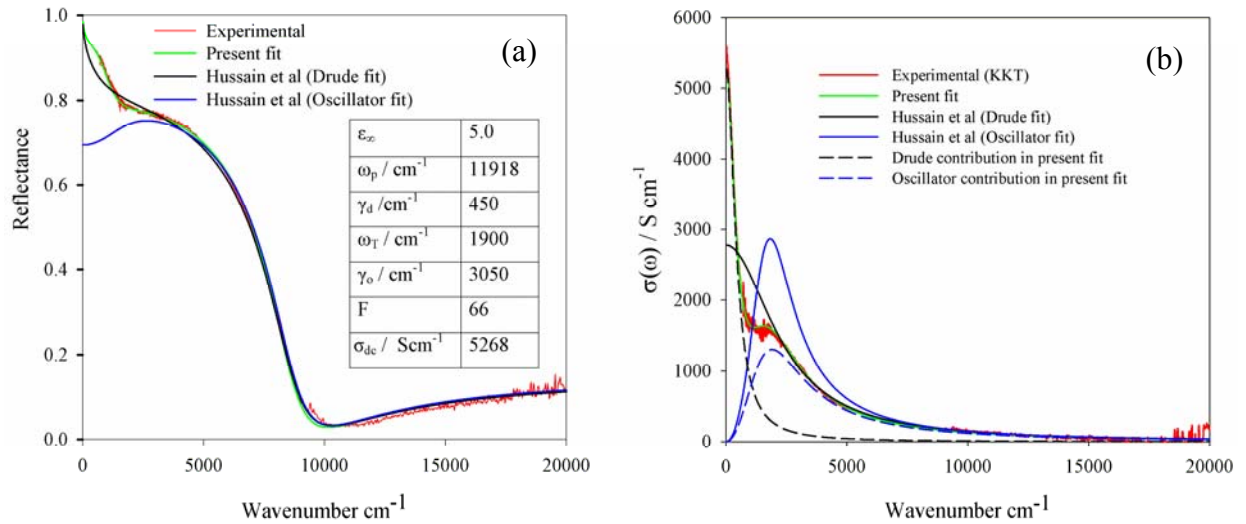 (a)
Experimental
Present fit
Hussain et al (Drude fit)
Hussain et al (Oscillator fit)
Reflectance
1.0
0.8
0.6
0.4
0.2
0.0
ε∞ 5.0
ωp / cm-1 11918
γd /cm-1 450
ωT / cm-1 1900
γo / cm-1 3050
F 66
σdc / Scm-1 5268
0 5000 10000 15000 20000
Wavenumber cm-1
(b)
Experimental (KKT)
Present fit
Hussain et al (Drude fit)
Hussain et al (Oscillator fit)
Drude contribution in present fit
Oscillator contribution in present fit
σ(ω) / S cm-1
6000
5000
4000
3000
2000
1000
0
0 5000 10000 15000 20000
Wavenumber cm-1